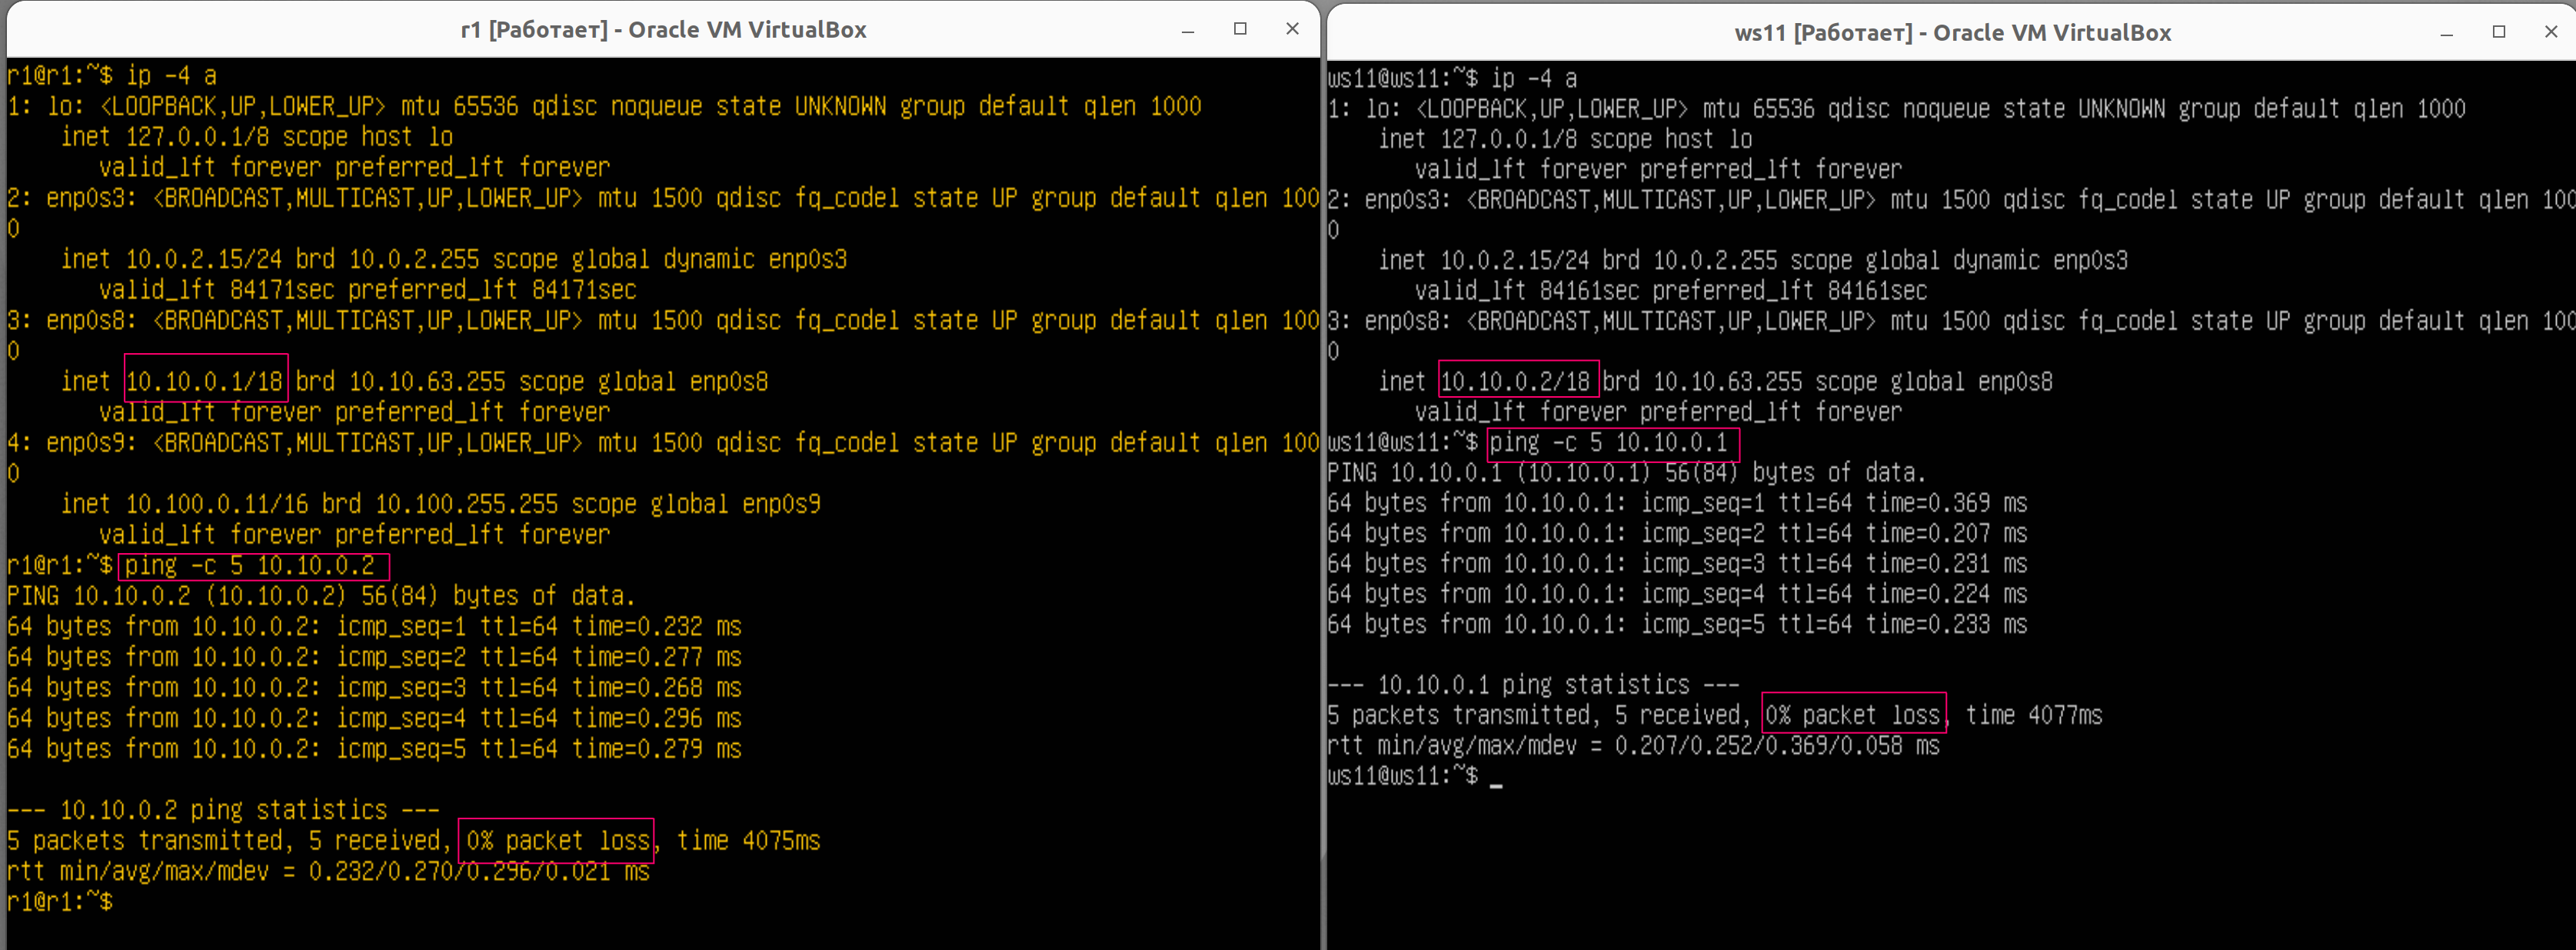 r1 [Работает] - Oracle VM VirtualBox
r1@r1:~$ ip -4 a
1: lo: <LOOPBACK,UP,LOWER_UP> mtu 65536 qdisc noqueue state UNKNOWN group default qlen 1000
    inet 127.0.0.1/8 scope host lo
       valid_lft forever preferred_lft forever
2: enp0s3: <BROADCAST,MULTICAST,UP,LOWER_UP> mtu 1500 qdisc fq_codel state UP group default qlen 100
0
    inet 10.0.2.15/24 brd 10.0.2.255 scope global dynamic enp0s3
       valid_lft 84171sec preferred_lft 84171sec
3: enp0s8: <BROADCAST,MULTICAST,UP,LOWER_UP> mtu 1500 qdisc fq_codel state UP group default qlen 100
0
    inet 10.10.0.1/18 brd 10.10.63.255 scope global enp0s8
       valid_lft forever preferred_lft forever
4: enp0s9: <BROADCAST,MULTICAST,UP,LOWER_UP> mtu 1500 qdisc fq_codel state UP group default qlen 100
0
    inet 10.100.0.11/16 brd 10.100.255.255 scope global enp0s9
       valid_lft forever preferred_lft forever
r1@r1:~$ ping -c 5 10.10.0.2
PING 10.10.0.2 (10.10.0.2) 56(84) bytes of data.
64 bytes from 10.10.0.2: icmp_seq=1 ttl=64 time=0.232 ms
64 bytes from 10.10.0.2: icmp_seq=2 ttl=64 time=0.277 ms
64 bytes from 10.10.0.2: icmp_seq=3 ttl=64 time=0.268 ms
64 bytes from 10.10.0.2: icmp_seq=4 ttl=64 time=0.296 ms
64 bytes from 10.10.0.2: icmp_seq=5 ttl=64 time=0.279 ms
--- 10.10.0.2 ping statistics ---
5 packets transmitted, 5 received, 0% packet loss, time 4075ms
rtt min/avg/max/mdev = 0.232/0.270/0.296/0.021 ms
r1@r1:~$
ws11 [Работает] - Oracle VM VirtualBox
ws11@ws11:~$ ip -4 a
1: lo: <LOOPBACK,UP,LOWER_UP> mtu 65536 qdisc noqueue state UNKNOWN group default qlen 1000
    inet 127.0.0.1/8 scope host lo
       valid_lft forever preferred_lft forever
2: enp0s3: <BROADCAST,MULTICAST,UP,LOWER_UP> mtu 1500 qdisc fq_codel state UP group default qlen 100
0
    inet 10.0.2.15/24 brd 10.0.2.255 scope global dynamic enp0s3
       valid_lft 84161sec preferred_lft 84161sec
3: enp0s8: <BROADCAST,MULTICAST,UP,LOWER_UP> mtu 1500 qdisc fq_codel state UP group default qlen 100
0
    inet 10.10.0.2/18 brd 10.10.63.255 scope global enp0s8
       valid_lft forever preferred_lft forever
ws11@ws11:~$ ping -c 5 10.10.0.1
PING 10.10.0.1 (10.10.0.1) 56(84) bytes of data.
64 bytes from 10.10.0.1: icmp_seq=1 ttl=64 time=0.369 ms
64 bytes from 10.10.0.1: icmp_seq=2 ttl=64 time=0.207 ms
64 bytes from 10.10.0.1: icmp_seq=3 ttl=64 time=0.231 ms
64 bytes from 10.10.0.1: icmp_seq=4 ttl=64 time=0.224 ms
64 bytes from 10.10.0.1: icmp_seq=5 ttl=64 time=0.233 ms
--- 10.10.0.1 ping statistics ---
5 packets transmitted, 5 received, 0% packet loss, time 4077ms
rtt min/avg/max/mdev = 0.207/0.252/0.369/0.058 ms
ws11@ws11:~$ _